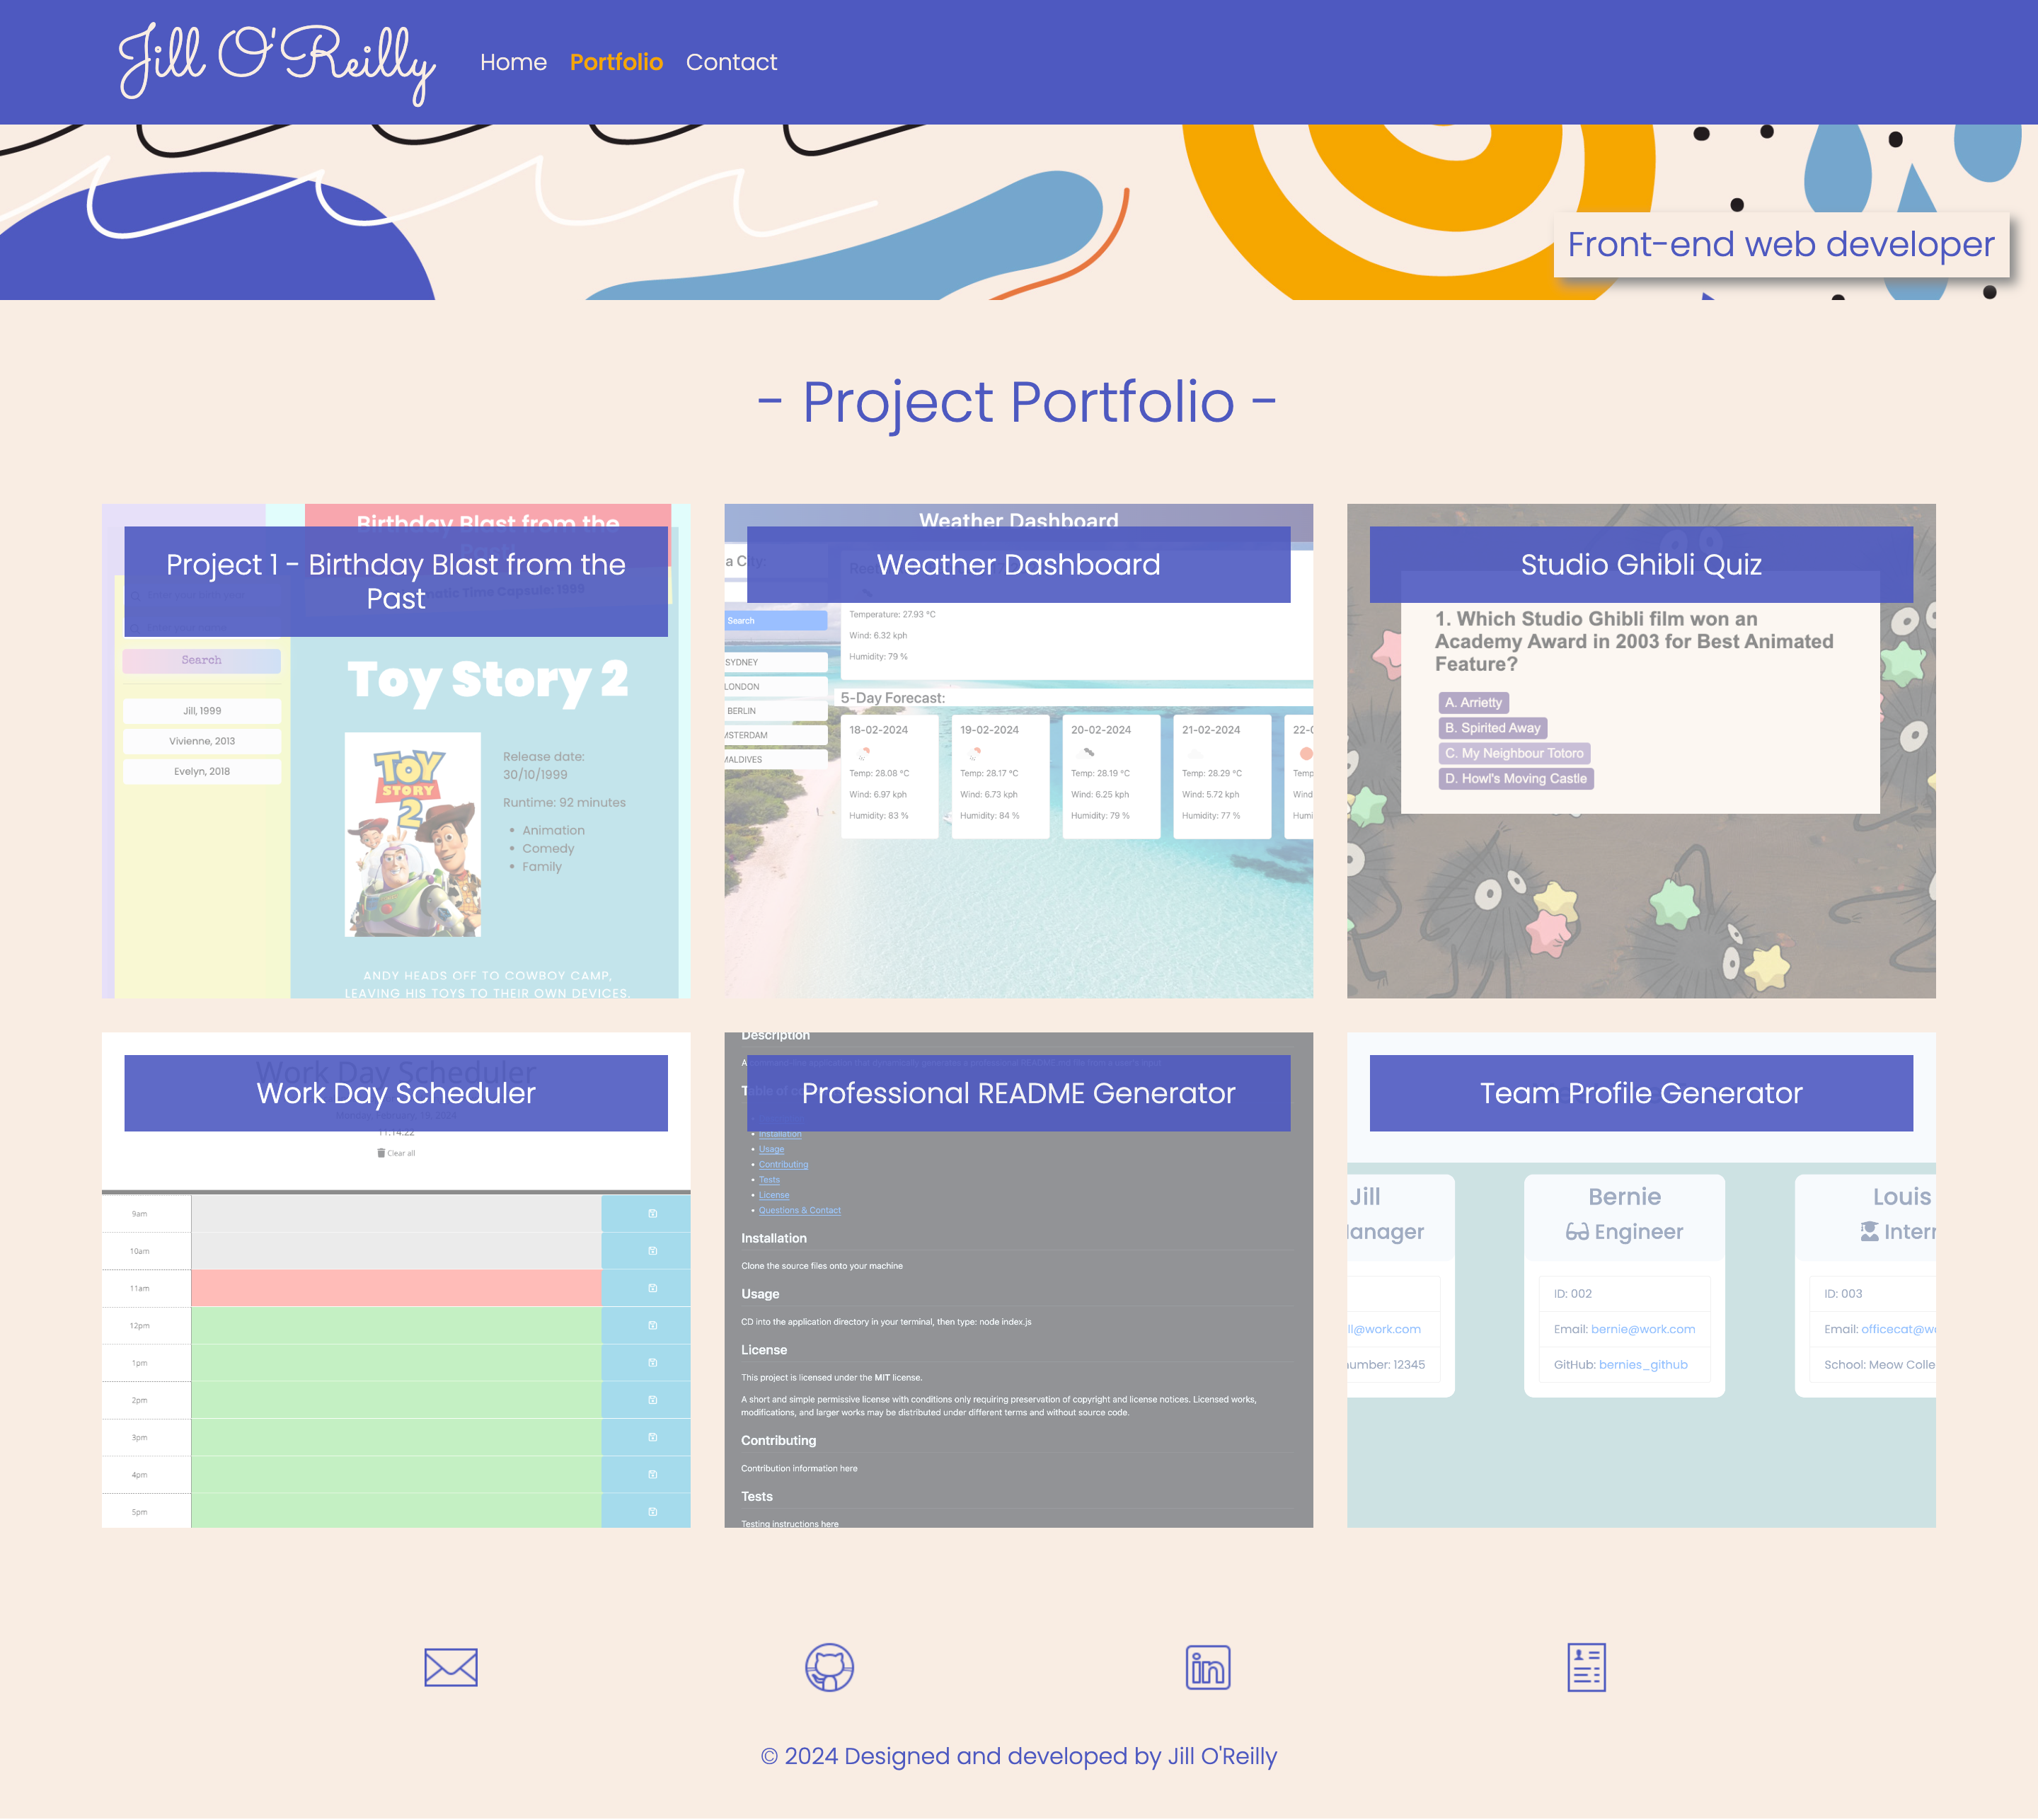 Jill O'Reilly
Home Portfolio Contact
Front-end web developer
- Project Portfolio -
Birthday Blast from the
Project 1 - Birthday Blast from the
Past
Time Capsule: 1999
Search
Jill, 1999
Vivienne, 2013
Evelyn, 2018
Toy Story 2
TOY
STORY
2
Release date:
30/10/1999
Runtime: 92 minutes
• Animation
• Comedy
• Family
ANDY HEADS OFF TO COWBOY CAMP,
LEAVING HIS TOYS TO THEIR OWN DEVICES.
Weather Dashboard
Weather Dashboard
a City:
Search
SYDNEY
LONDON
BERLIN
MSTERDAM
MALDIVES
Temperature: 27.93 °C
Wind: 6.32 kph
Humidity: 79 %
5-Day Forecast:
18-02-2024
Temp: 28.08 °C
Wind: 6.97 kph
Humidity: 83 %
19-02-2024
Temp: 28.17 °C
Wind: 6.73 kph
Humidity: 84 %
20-02-2024
Temp: 28.19 °C
Wind: 6.25 kph
Humidity: 79 %
21-02-2024
Temp: 28.29 °C
Wind: 5.72 kph
Humidity: 77 %
22-0
Temp
Wind
Humi
Studio Ghibli Quiz
1. Which Studio Ghibli film won an
Academy Award in 2003 for Best Animated
Feature?
A. Arrietty
B. Spirited Away
C. My Neighbour Totoro
D. Howl's Moving Castle
Work Day Scheduler
Work Day Scheduler
11:14:22
Clear all
9am
10am
11am
12pm
1pm
2pm
3pm
4pm
5pm
Description
Professional README Generator
Table of
• Installation
• Usage
• Contributing
• Tests
• License
• Questions & Contact
Installation
Clone the source files onto your machine
Usage
CD into the application directory in your terminal, then type: node index.js
License
This project is licensed under the MIT license.
A short and simple permissive license with conditions only requiring preservation of copyright and license notices. Licensed works,
modifications, and larger works may be distributed under different terms and without source code.
Contributing
Contribution information here
Tests
Testing instructions here
Team Profile Generator
Jill
anager
ll@work.com
umber: 12345
Bernie
Engineer
ID: 002
Email: bernie@work.com
GitHub: bernies_github
Louis
Inter
ID: 003
Email: officecat@w
School: Meow Colle
in
© 2024 Designed and developed by Jill O'Reilly